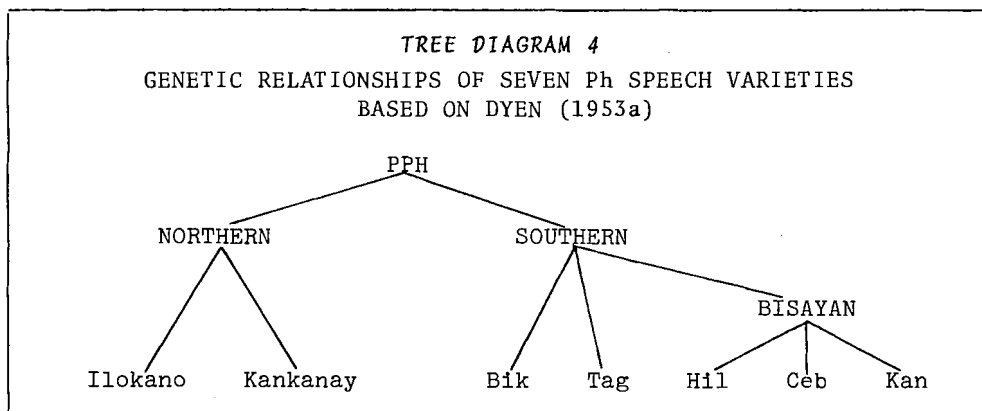 TREE DIAGRAM 4
GENETIC RELATIONSHIPS OF SEVEN Ph SPEECH VARIETIES
BASED ON DYEN (1953a)
PPH
NORTHERN SOUTHERN
BISAYAN
Ilokano Kankanay Bik Tag Hil Ceb Kan